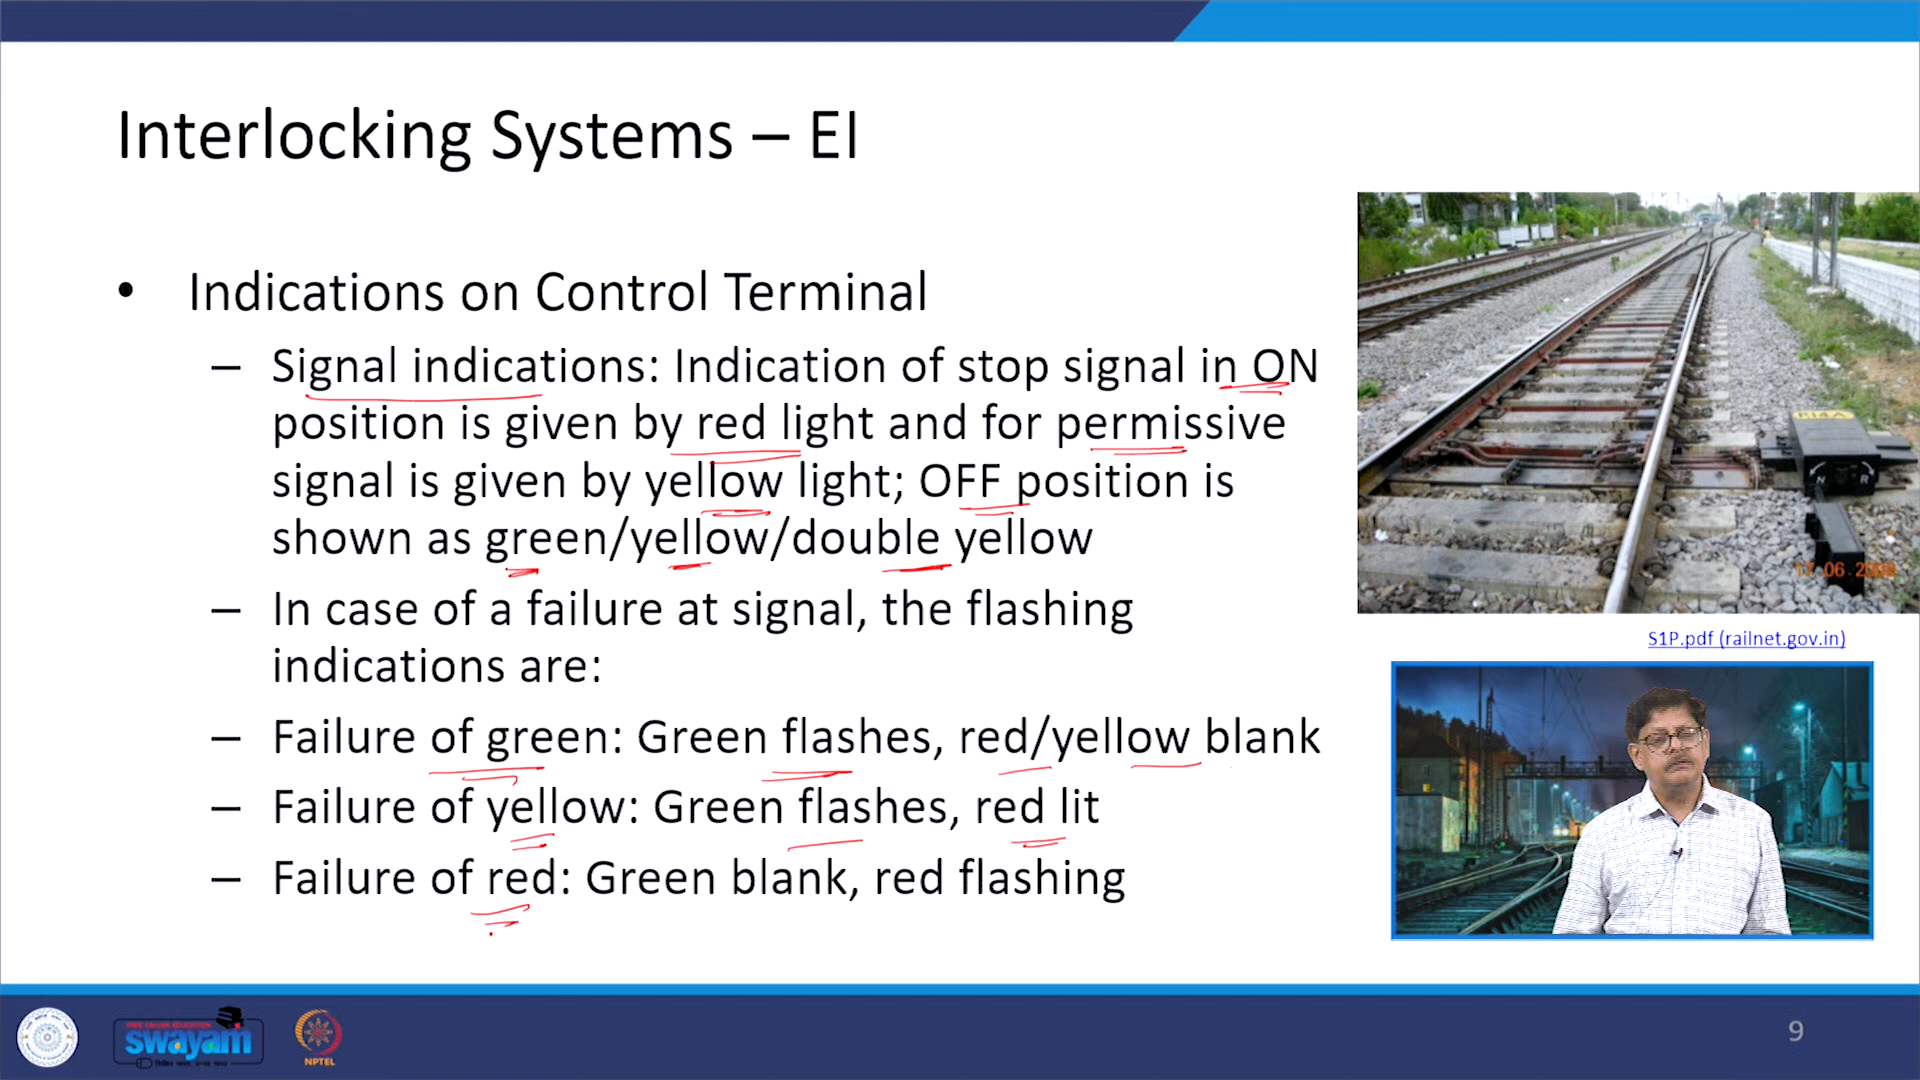 Interlocking Systems – EI
• Indications on Control Terminal
– Signal indications: Indication of stop signal in ON
position is given by red light and for permissive
signal is given by yellow light; OFF position is
shown as green/yellow/double yellow
– In case of a failure at signal, the flashing
indications are:
– Failure of green: Green flashes, red/yellow blank
– Failure of yellow: Green flashes, red lit
– Failure of red: Green blank, red flashing
N R
S1P.pdf (railnet.gov.in)
FREE ONLINE EDUCATION
swayam
NPTEL
9